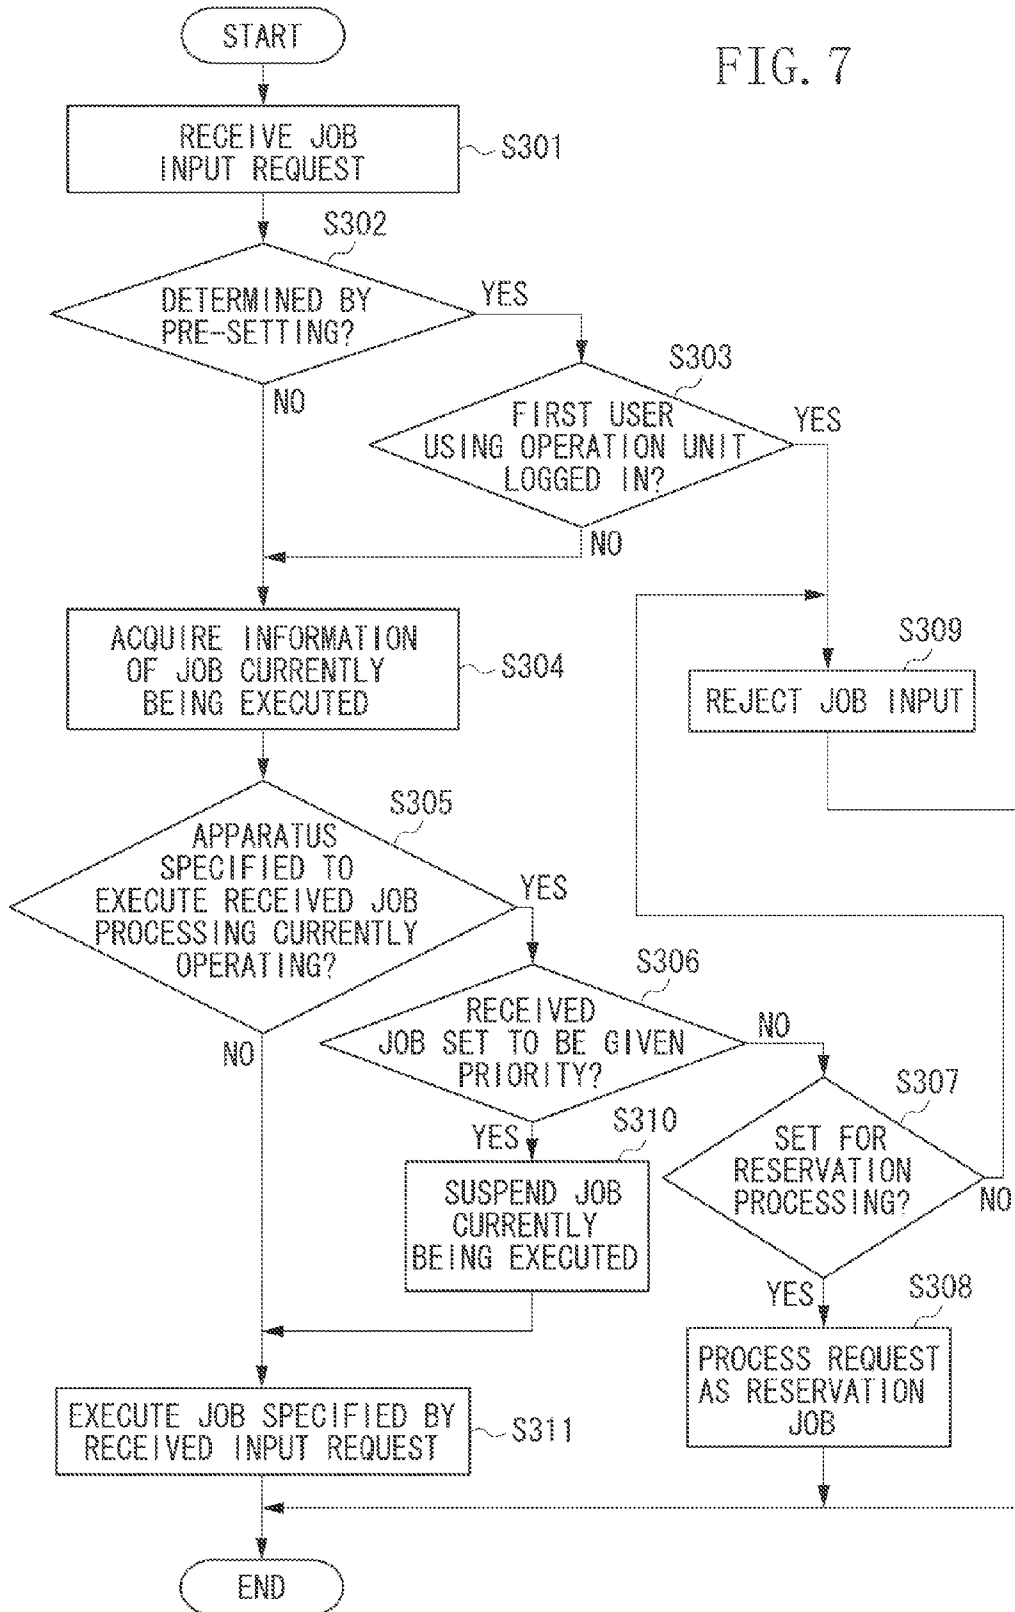 FIG. 7
START
RECEIVE JOB
INPUT REQUEST
S301
S302
DETERMINED BY
PRE-SETTING?
YES
NO
S303
FIRST USER
USING OPERATION UNIT
LOGGED IN?
YES
NO
ACQUIRE INFORMATION
OF JOB CURRENTLY
BEING EXECUTED
S304
S309
REJECT JOB INPUT
S305
APPARATUS
SPECIFIED TO
EXECUTE RECEIVED JOB
PROCESSING CURRENTLY
OPERATING?
YES
NO
S306
RECEIVED
JOB SET TO BE GIVEN
PRIORITY?
NO
YES
S307
SET FOR
RESERVATION
PROCESSING?
NO
YES
S310
SUSPEND JOB
CURRENTLY
BEING EXECUTED
S308
PROCESS REQUEST
AS RESERVATION
JOB
EXECUTE JOB SPECIFIED BY
RECEIVED INPUT REQUEST
S311
END